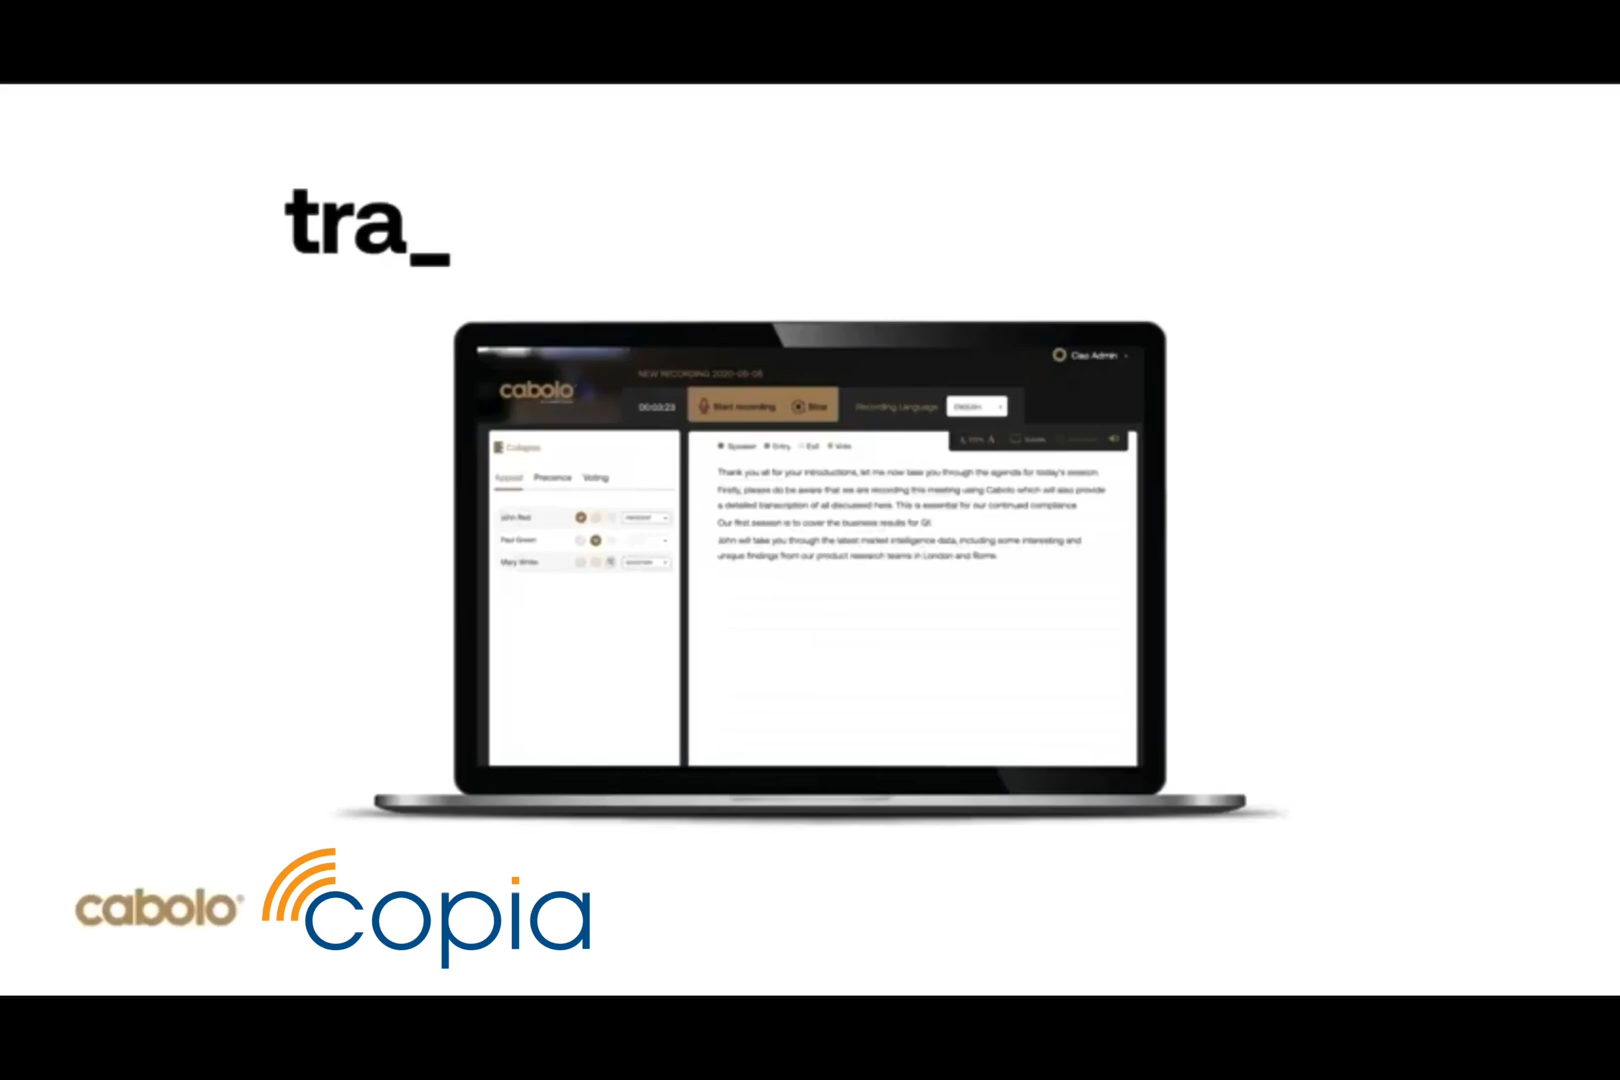 tra_
Ciao Admin
cabolo
NEW RECORDING 2020-05-05
00:03:23
Start recording
Stop
Recording Language
ENGLISH
Collapse
Speaker
Entry
Exit
Vote
Appeal
Presence
Voting
Thank you all for your introductions, let me now take you through the agenda for today's session.
Firstly, please do be aware that we are recording this meeting using Cabolo which will also provide
a detailed transcription of all discussed here. This is essential for our continued compliance
Our first session is to cover the business results for Q1.
John will take you through the latest market intelligence data, including some interesting and
unique findings from our product research teams in London and Rome.
John Red
Paul Green
Mary White
cabolo®
copia